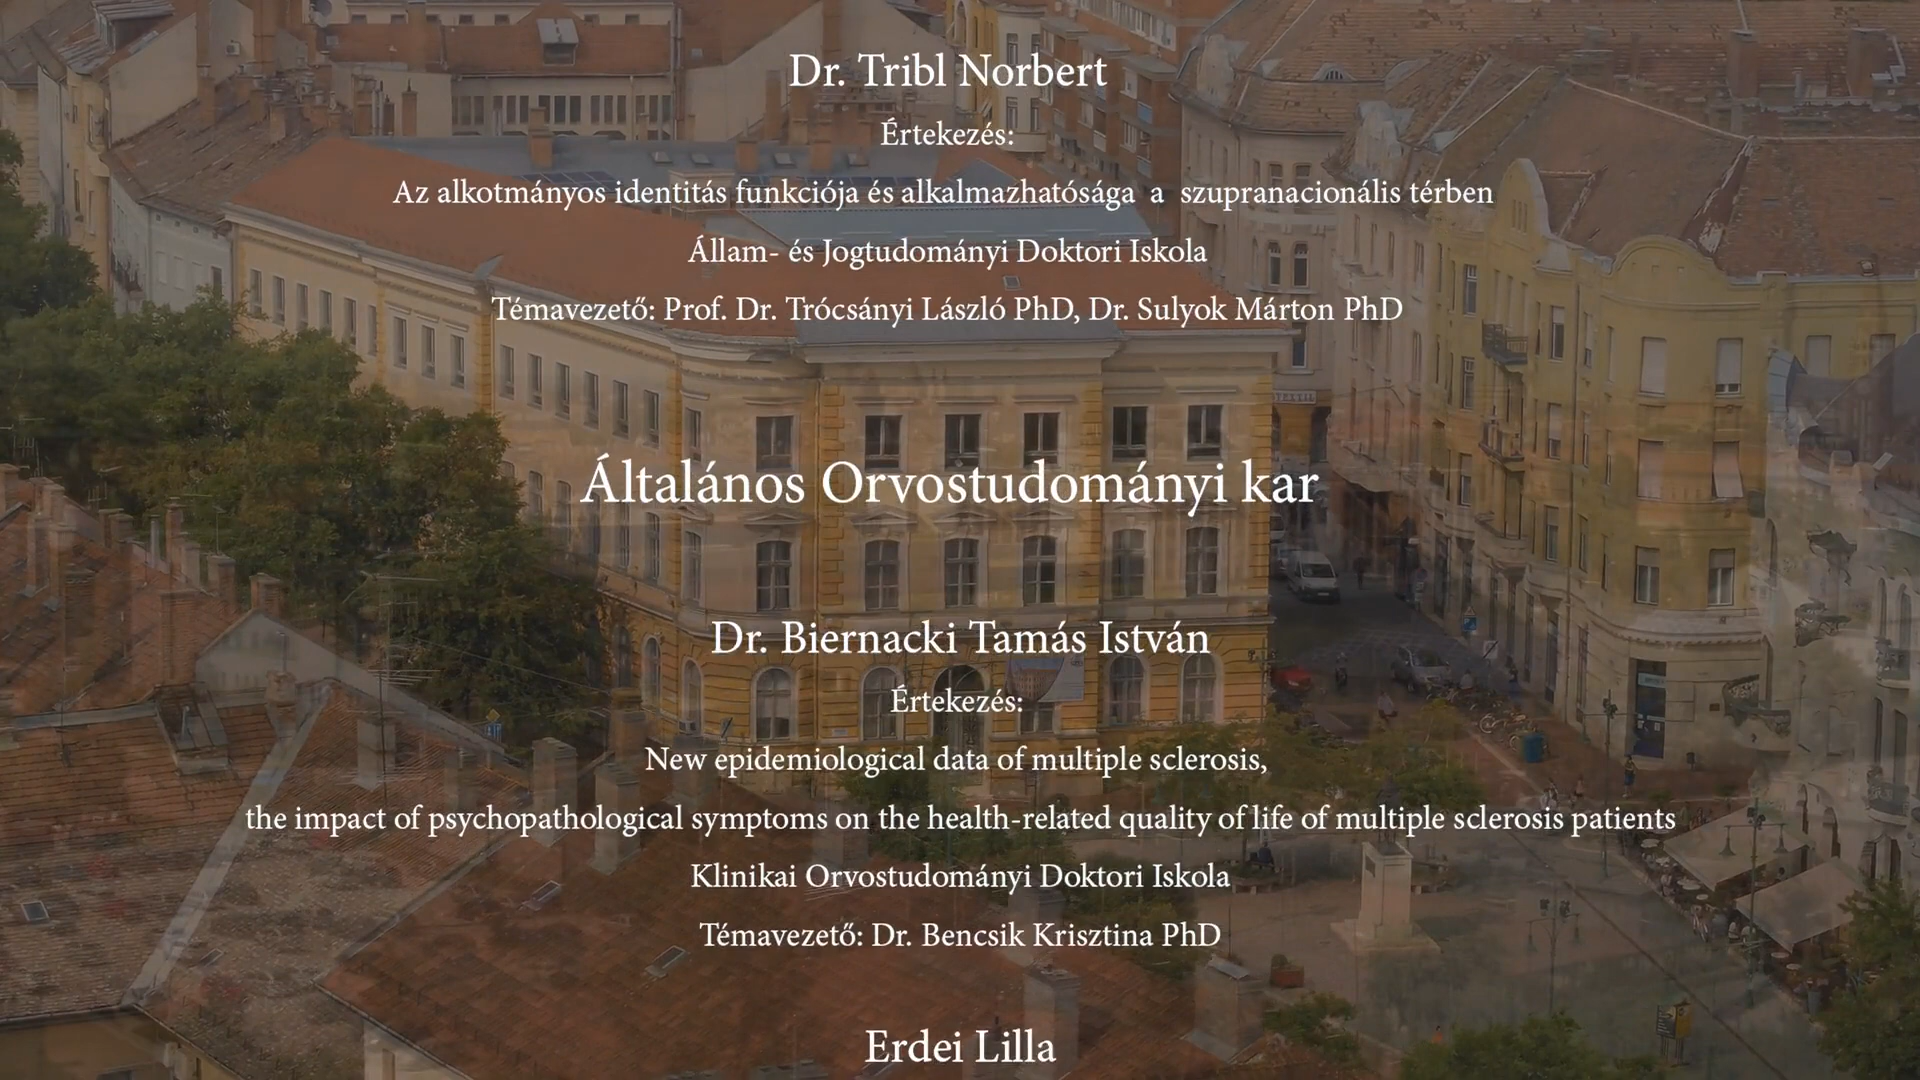 Dr. Tribl Norbert
Értekezés:
Az alkotmányos identitás funkciója és alkalmazhatósága a szupranacionális térben
Állam- és Jogtudományi Doktori Iskola
Témavezető: Prof. Dr. Trócsányi László PhD, Dr. Sulyok Márton PhD
Általános Orvostudományi kar
Dr. Biernacki Tamás István
Értekezés:
New epidemiological data of multiple sclerosis,
the impact of psychopathological symptoms on the health-related quality of life of multiple sclerosis patients
Klinikai Orvostudományi Doktori Iskola
Témavezető: Dr. Bencsik Krisztina PhD
Erdei Lilla